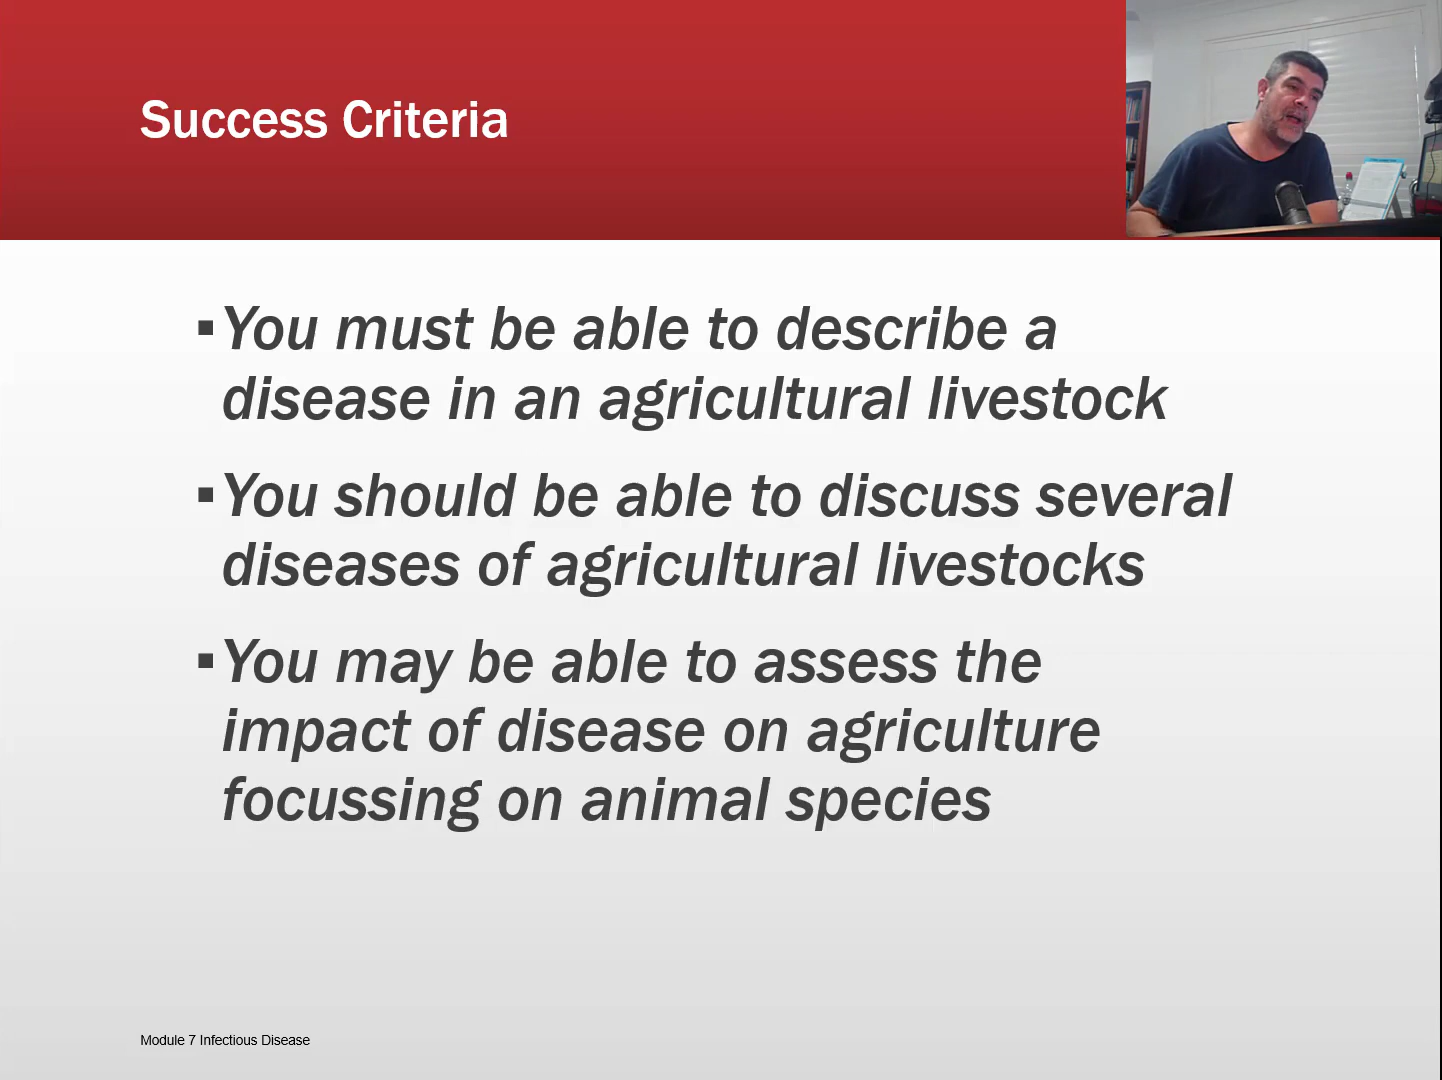 Success Criteria
▪You must be able to describe a
disease in an agricultural livestock
▪You should be able to discuss several
diseases of agricultural livestocks
▪You may be able to assess the
impact of disease on agriculture
focussing on animal species
Module 7 Infectious Disease